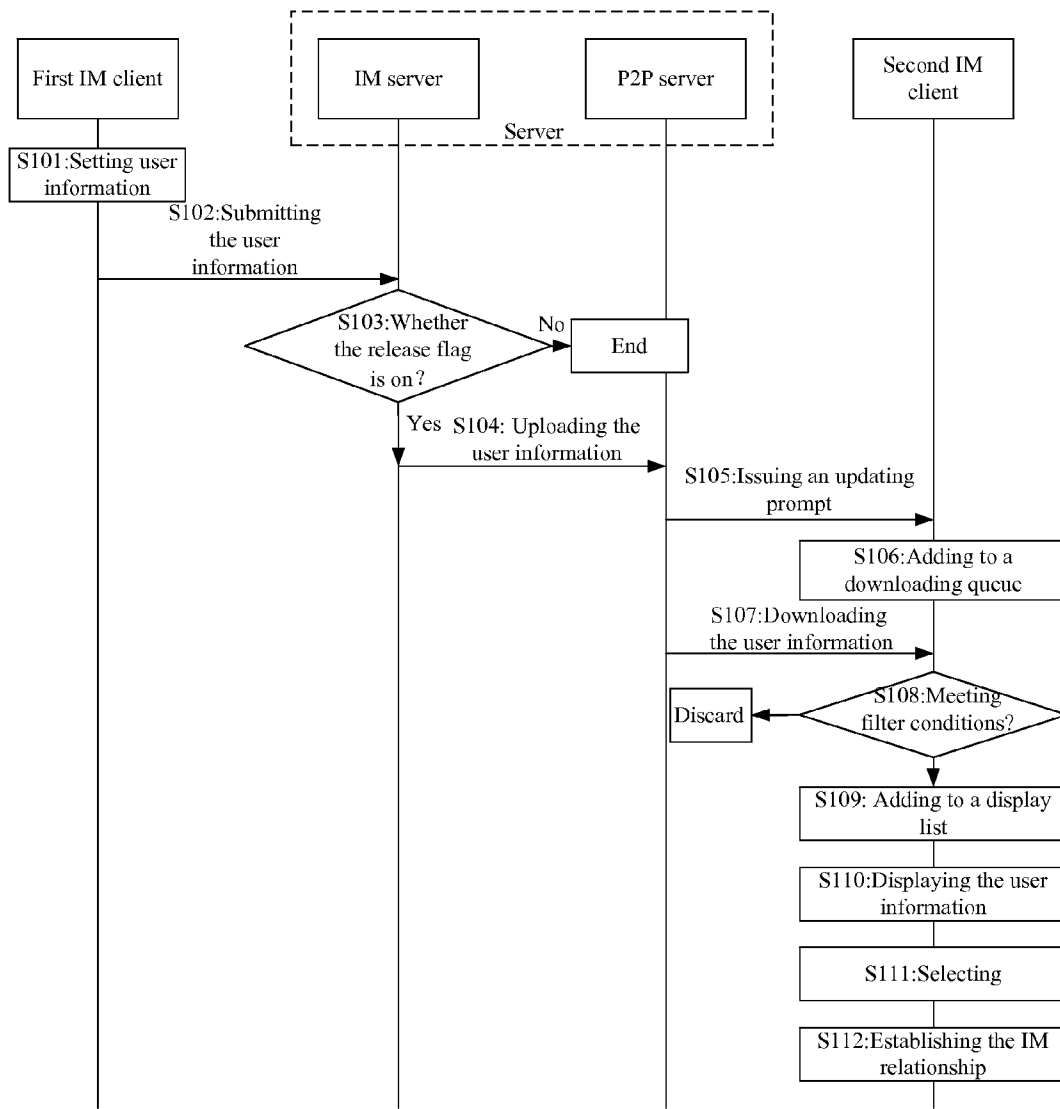 First IM client
IM server
P2P server
Second IM
client
Server
S101:Setting user
information
S102:Submitting
the user
information
S103:Whether
the release flag
is on?
No
End
Yes
S104: Uploading the
user information
S105:Issuing an updating
prompt
S106:Adding to a
downloading queue
S107:Downloading
the user information
S108:Meeting
filter conditions?
Discard
S109: Adding to a display
list
S110:Displaying the user
information
S111:Selecting
S112:Establishing the IM
relationship